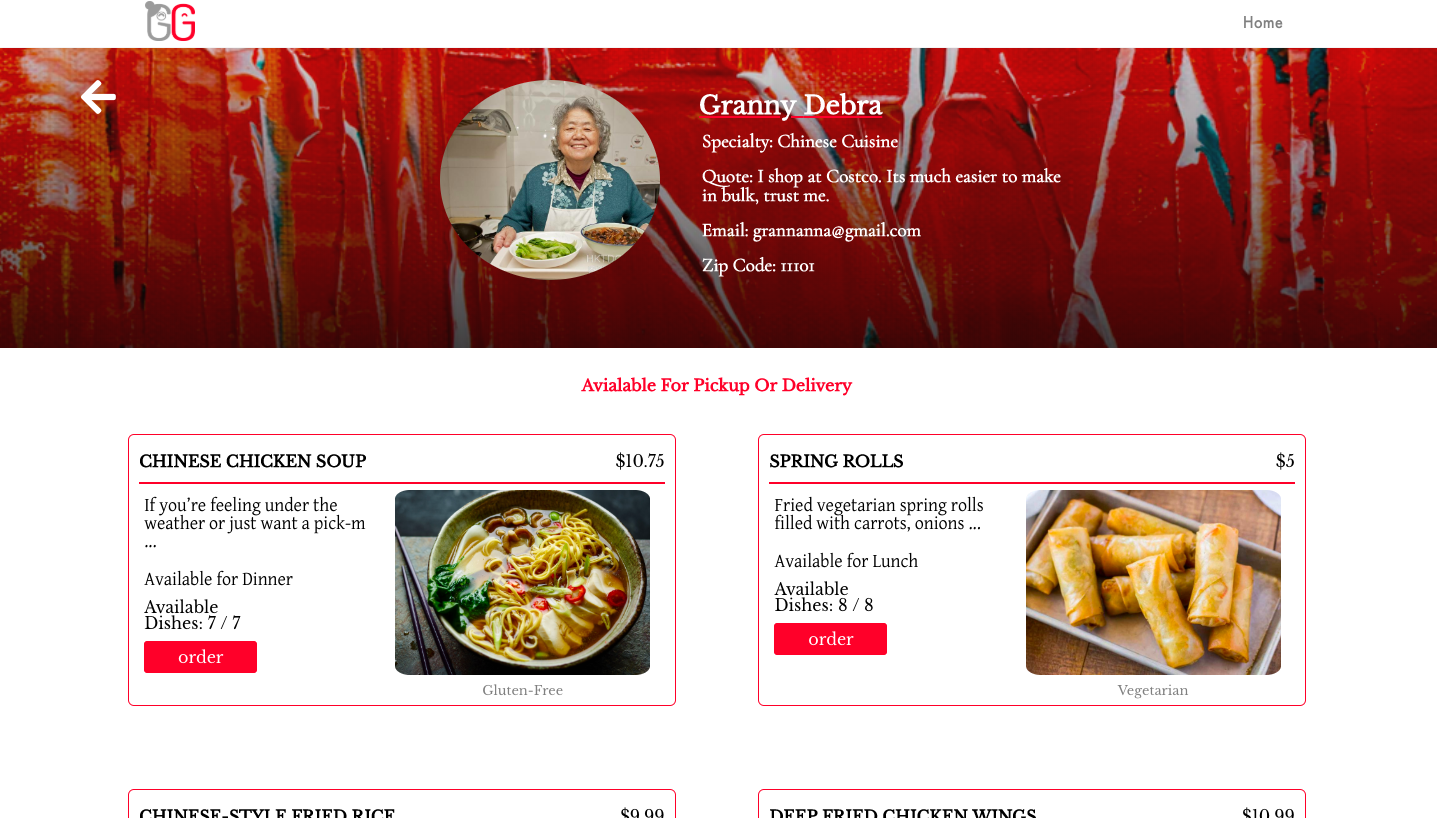 GG
Home
Granny Debra
Specialty: Chinese Cuisine
Quote: I shop at Costco. Its much easier to make
in bulk, trust me.
Email: grannanna@gmail.com
Zip Code: 11101
Avialable For Pickup Or Delivery
CHINESE CHICKEN SOUP $10.75
If you’re feeling under the
weather or just want a pick-m
...
Available for Dinner
Available
Dishes: 7 / 7
order
Gluten-Free
SPRING ROLLS $5
Fried vegetarian spring rolls
filled with carrots, onions ...
Available for Lunch
Available
Dishes: 8 / 8
order
Vegetarian
CHINESE-STYLE FRIED RICE $9.99
DEEP FRIED CHICKEN WINGS $10.99